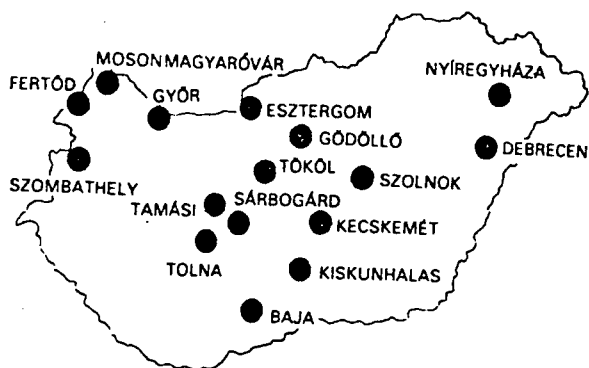 MOSONMAGYARÓVÁR
FERTŐD
NYÍREGYHÁZA
GYŐR
ESZTERGOM
GÖDÖLLŐ
DEBRECEN
TÖKÖL
SZOLNOK
SZOMBATHELY
SÁRBOGÁRD
TAMÁSI
KECSKEMÉT
TOLNA
KISKUNHALAS
BAJA